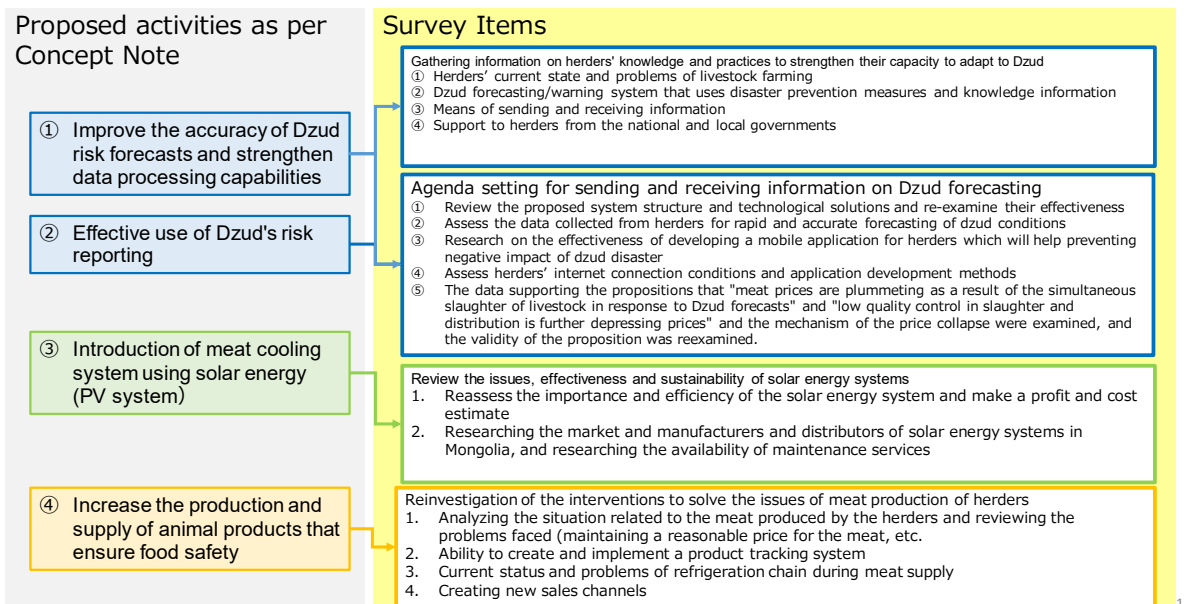 Proposed activities as per
Concept Note
① Improve the accuracy of Dzud
risk forecasts and strengthen
data processing capabilities
② Effective use of Dzud's risk
reporting
③ Introduction of meat cooling
system using solar energy
(PV system)
④ Increase the production and
supply of animal products that
ensure food safety
Survey Items
Gathering information on herders' knowledge and practices to strengthen their capacity to adapt to Dzud
① Herders' current state and problems of livestock farming
② Dzud forecasting/warning system that uses disaster prevention measures and knowledge information
③ Means of sending and receiving information
④ Support to herders from the national and local governments
Agenda setting for sending and receiving information on Dzud forecasting
① Review the proposed system structure and technological solutions and re-examine their effectiveness
② Assess the data collected from herders for rapid and accurate forecasting of dzud conditions
③ Research on the effectiveness of developing a mobile application for herders which will help preventing
negative impact of dzud disaster
④ Assess herders' internet connection conditions and application development methods
⑤ The data supporting the propositions that "meat prices are plummeting as a result of the simultaneous
slaughter of livestock in response to Dzud forecasts" and "low quality control in slaughter and
distribution is further depressing prices" and the mechanism of the price collapse were examined, and
the validity of the proposition was reexamined.
Review the issues, effectiveness and sustainability of solar energy systems
1. Reassess the importance and efficiency of the solar energy system and make a profit and cost
estimate
2. Researching the market and manufacturers and distributors of solar energy systems in
Mongolia, and researching the availability of maintenance services
Reinvestigation of the interventions to solve the issues of meat production of herders
1. Analyzing the situation related to the meat produced by the herders and reviewing the
problems faced (maintaining a reasonable price for the meat, etc.
2. Ability to create and implement a product tracking system
3. Current status and problems of refrigeration chain during meat supply
4. Creating new sales channels